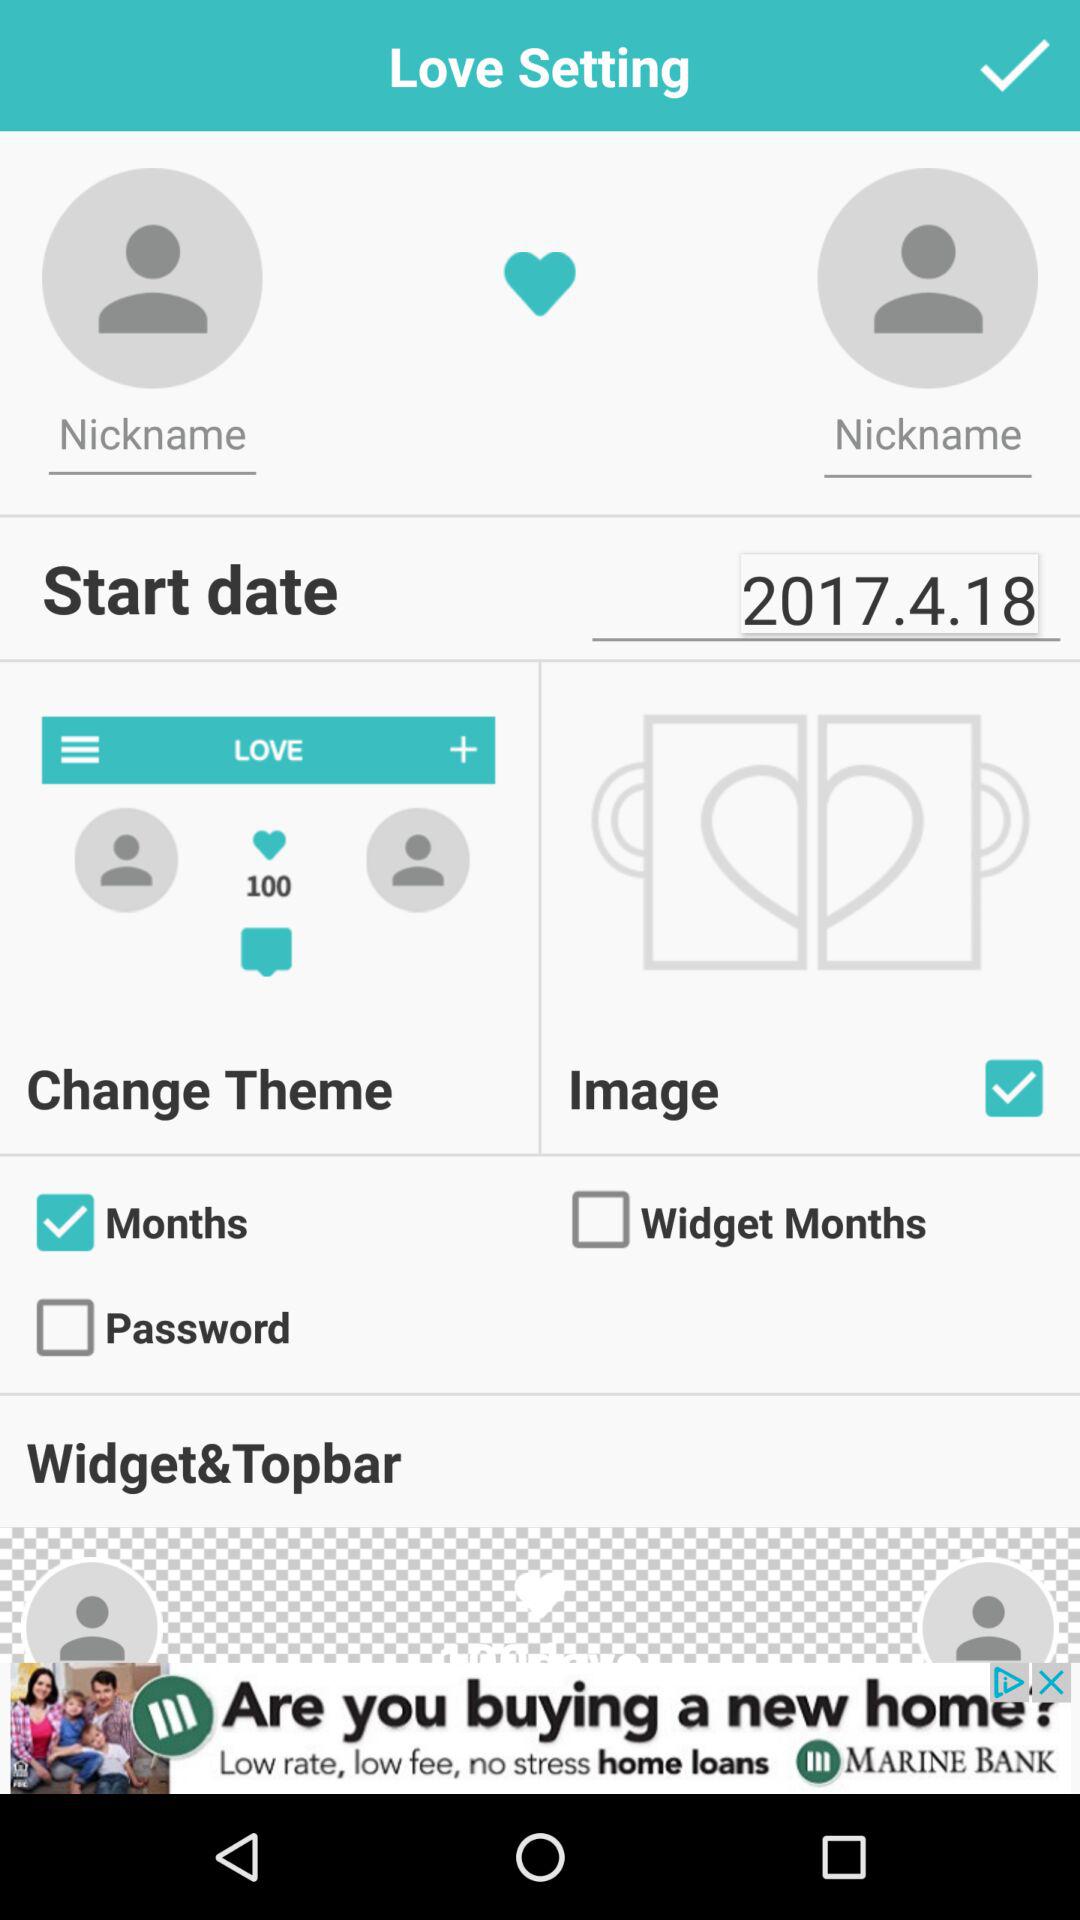 Love Setting
Nickname
Nickname
Start date
2017.4.18
LOVE
100
Change Theme
Image
Months
Widget Months
Password
Widget&Topbar
Are you buying a new home?
Low rate, low fee, no stress home loans
MARINE BANK